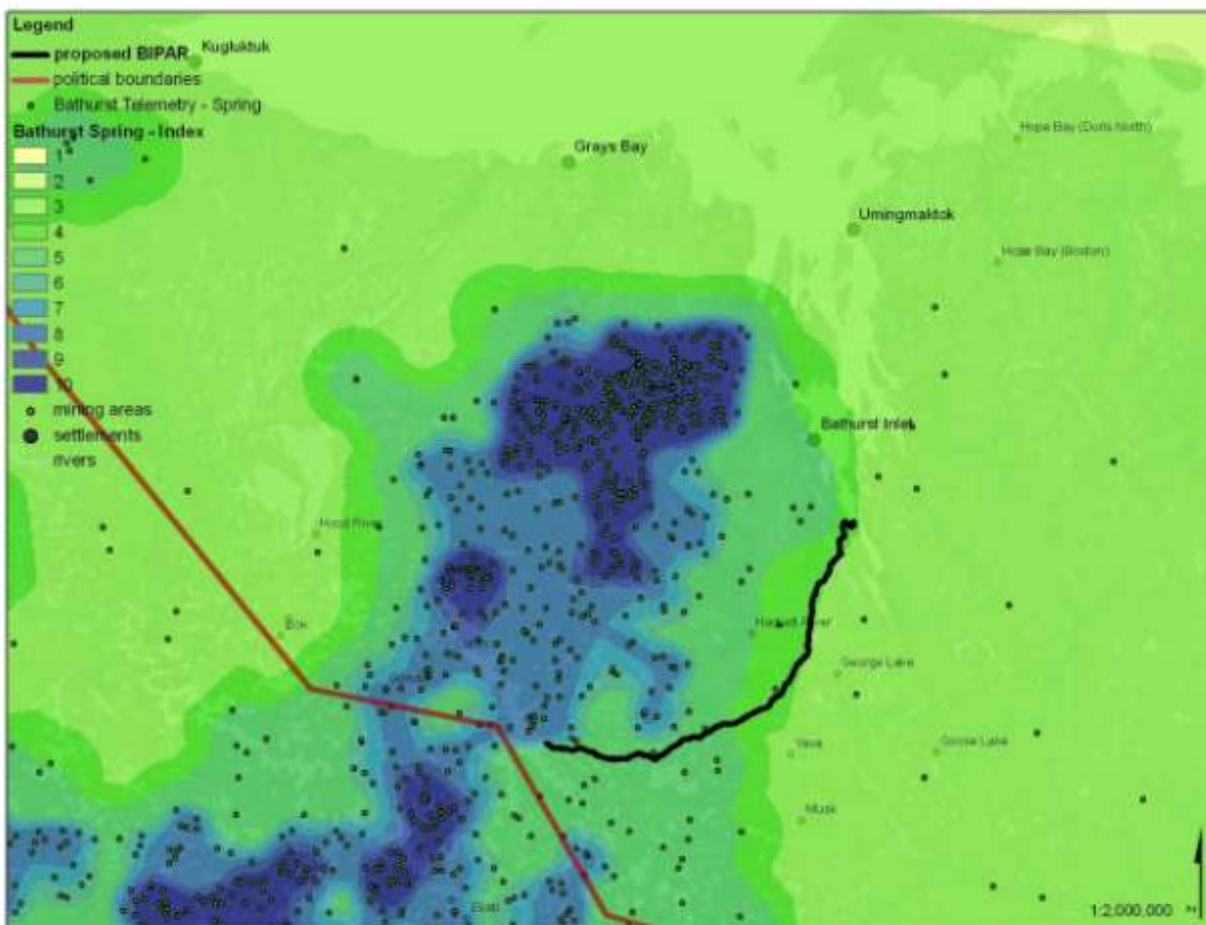 Legend
proposed BIPAR
political boundaries
Bathurst Telemetry - Spring
Bathurst Spring - Index
1
2
3
4
5
6
7
8
9
10
mining areas
settlements
rivers
Kugluktuk
Grays Bay
Hope Bay (Doris North)
Umingmaktok
Hope Bay (Boston)
Bathurst Inlet
Hood River
Hackett River
George Lake
Yava
Goose Lake
Musk
Ekati
1:2,000,000